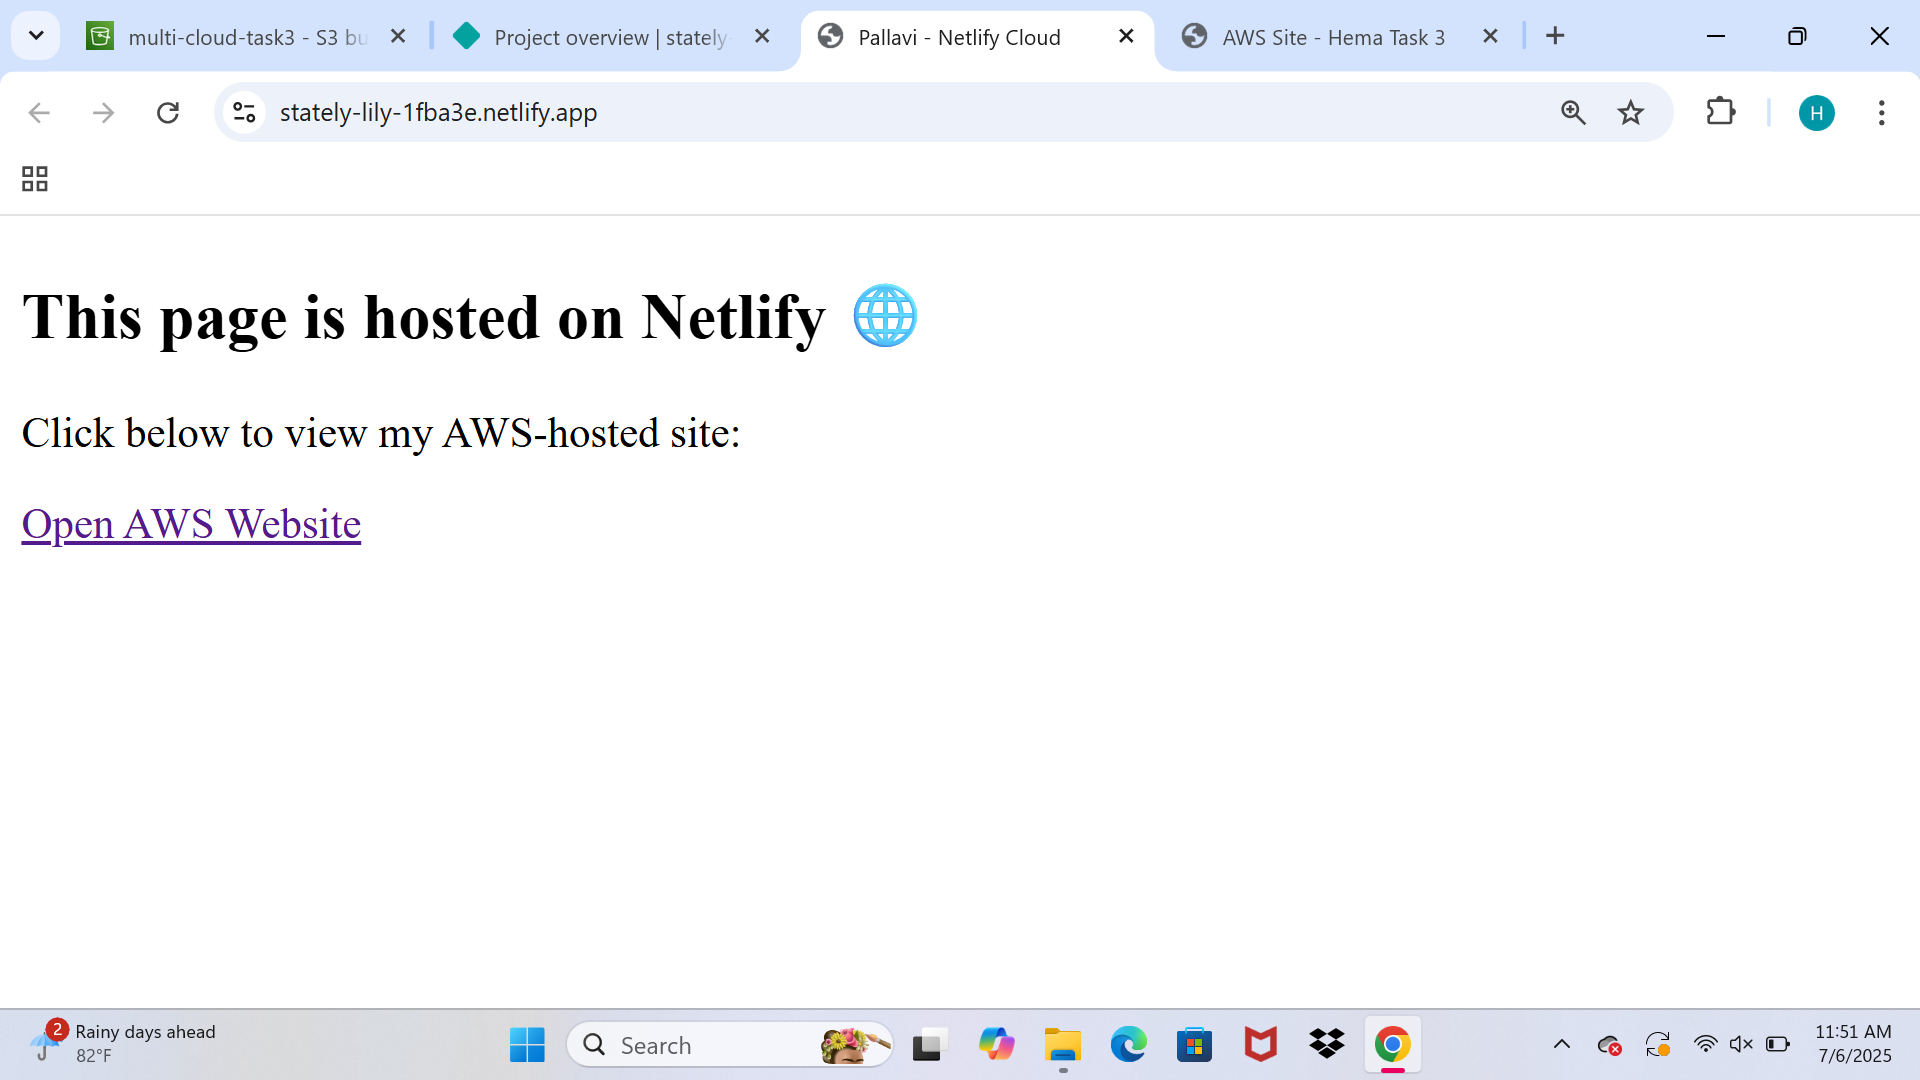 multi-cloud-task3 - S3 bu
Project overview | stately-
Pallavi - Netlify Cloud
AWS Site - Hema Task 3
stately-lily-1fba3e.netlify.app
H
This page is hosted on Netlify
Click below to view my AWS-hosted site:
Open AWS Website
2
Rainy days ahead
82°F
Search
11:51 AM
7/6/2025